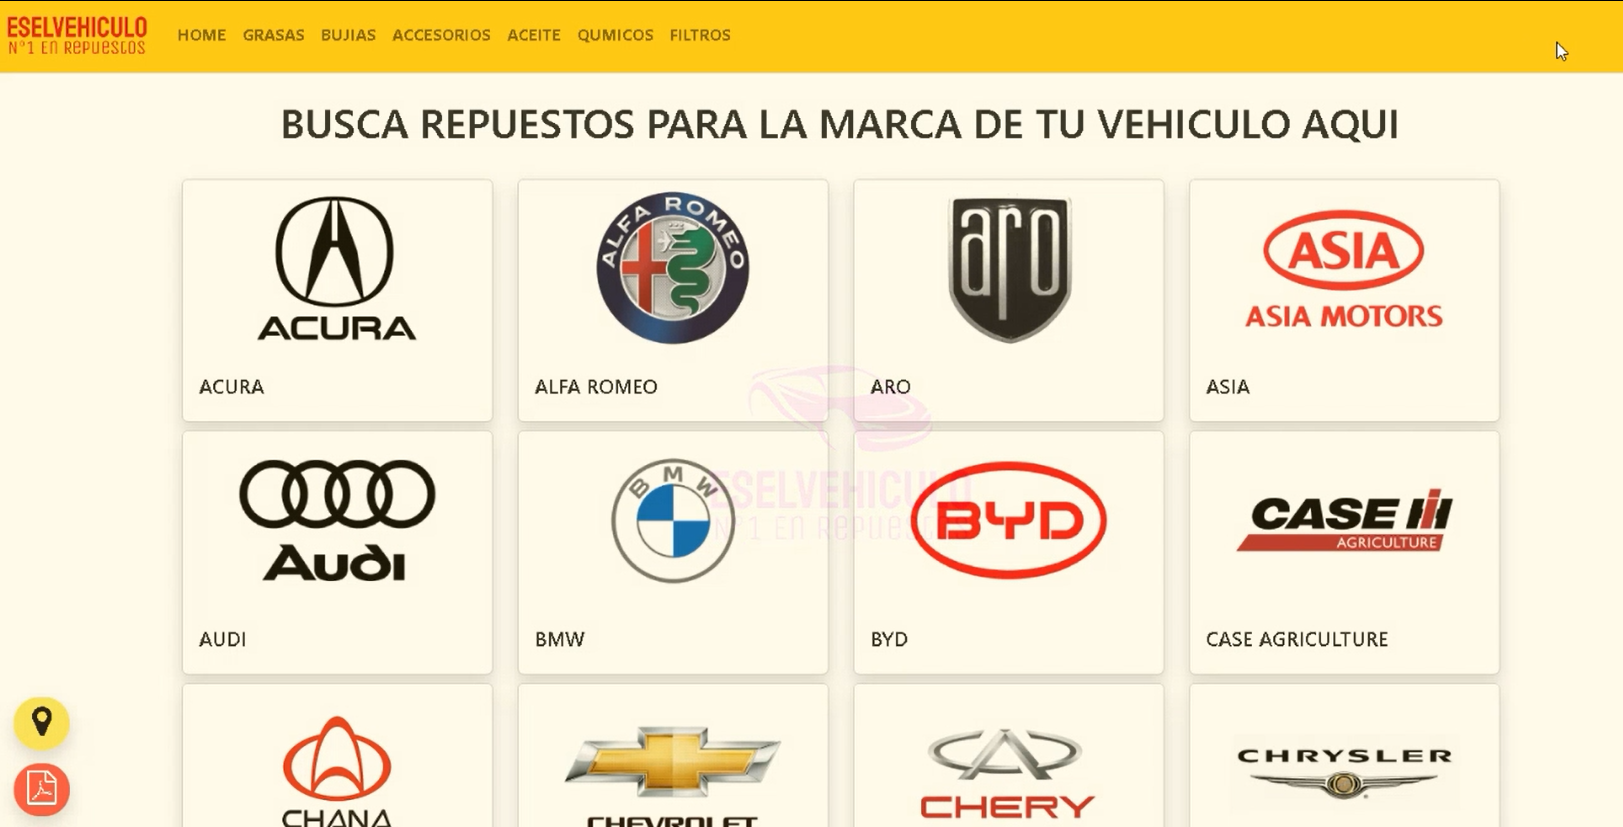 ESELVEHICULO
N°1 En Repuestos
HOME GRASAS BUJIAS ACCESORIOS ACEITE QUMICOS FILTROS
BUSCA REPUESTOS PARA LA MARCA DE TU VEHICULO AQUI
ACURA
ALFA ROMEO
aro
ASIA
ASIA MOTORS
ACURA
ALFA ROMEO
ARO
ASIA
Audi
BMW
BYD
CASE IH
AGRICULTURE
ESELVEHICULO
N°1 En Repuestos
AUDI
BMW
BYD
CASE AGRICULTURE
CHANA
CHEVROLET
CHERY
CHRYSLER